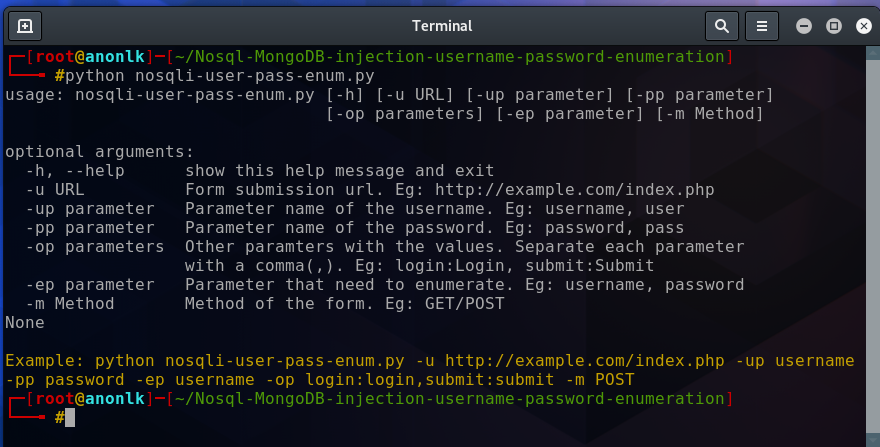 Terminal
┌─[root@anonlk]─[~/Nosql-MongoDB-injection-username-password-enumeration]
└──╼ #python nosqli-user-pass-enum.py
usage: nosqli-user-pass-enum.py [-h] [-u URL] [-up parameter] [-pp parameter]
                                [-op parameters] [-ep parameter] [-m Method]

optional arguments:
  -h, --help      show this help message and exit
  -u URL          Form submission url. Eg: http://example.com/index.php
  -up parameter   Parameter name of the username. Eg: username, user
  -pp parameter   Parameter name of the password. Eg: password, pass
  -op parameters  Other paramters with the values. Separate each parameter
                  with a comma(,). Eg: login:Login, submit:Submit
  -ep parameter   Parameter that need to enumerate. Eg: username, password
  -m Method       Method of the form. Eg: GET/POST
None

Example: python nosqli-user-pass-enum.py -u http://example.com/index.php -up username
-pp password -ep username -op login:login,submit:submit -m POST
┌─[root@anonlk]─[~/Nosql-MongoDB-injection-username-password-enumeration]
└──╼ #